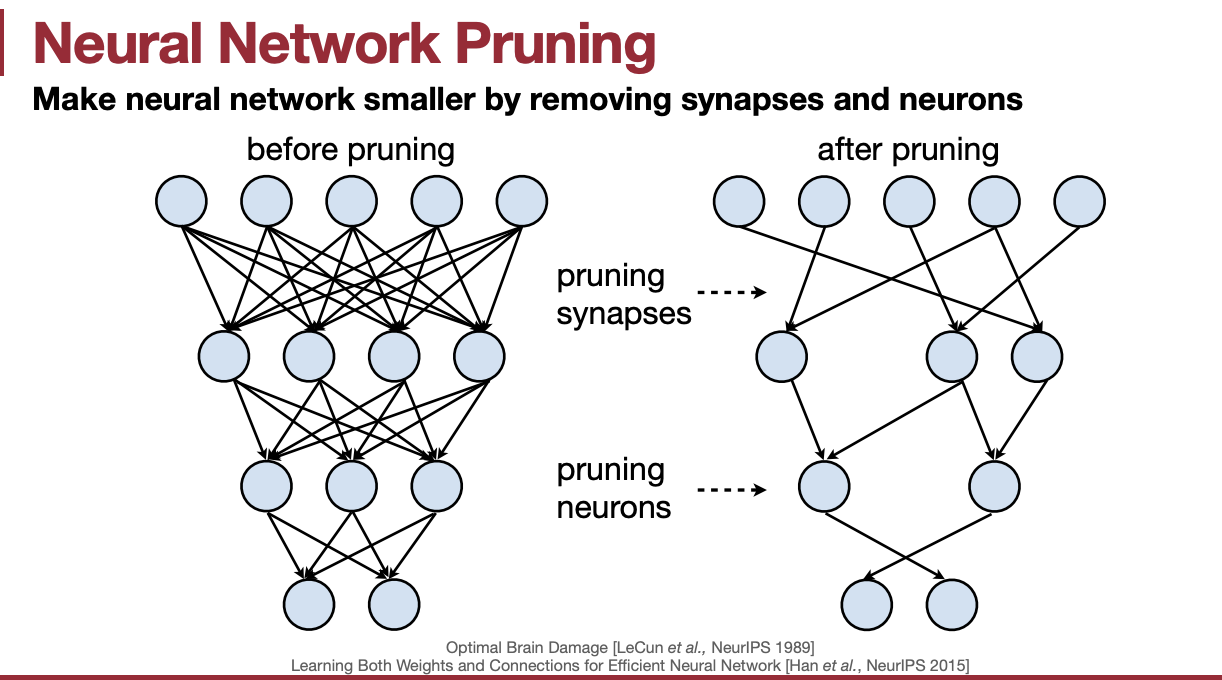 Neural Network Pruning
Make neural network smaller by removing synapses and neurons
before pruning
after pruning
pruning
synapses
pruning
neurons
Optimal Brain Damage [LeCun et al., NeurIPS 1989]
Learning Both Weights and Connections for Efficient Neural Network [Han et al., NeurIPS 2015]